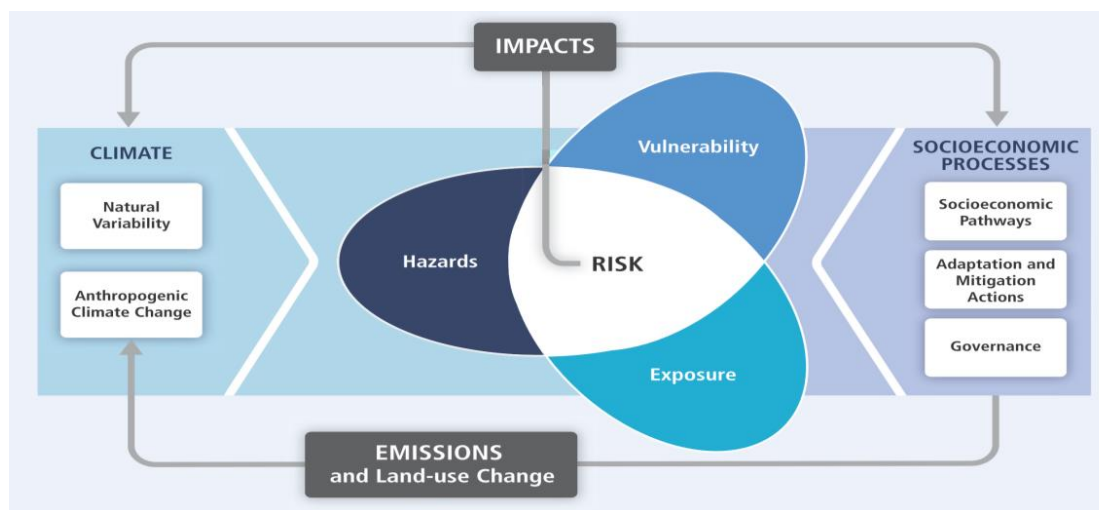 IMPACTS
CLIMATE
Natural
Variability
Anthropogenic
Climate Change
Vulnerability
Hazards
RISK
Exposure
SOCIOECONOMIC
PROCESSES
Socioeconomic
Pathways
Adaptation and
Mitigation
Actions
Governance
EMISSIONS
and Land-use Change